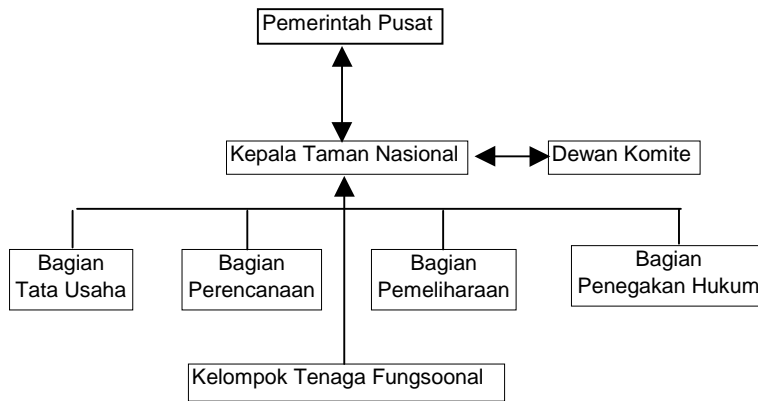 Pemerintah Pusat
Kepala Taman Nasional
Dewan Komite
Bagian
Tata Usaha
Bagian
Perencanaan
Bagian
Pemeliharaan
Bagian
Penegakan Hukum
Kelompok Tenaga Fungsoonal